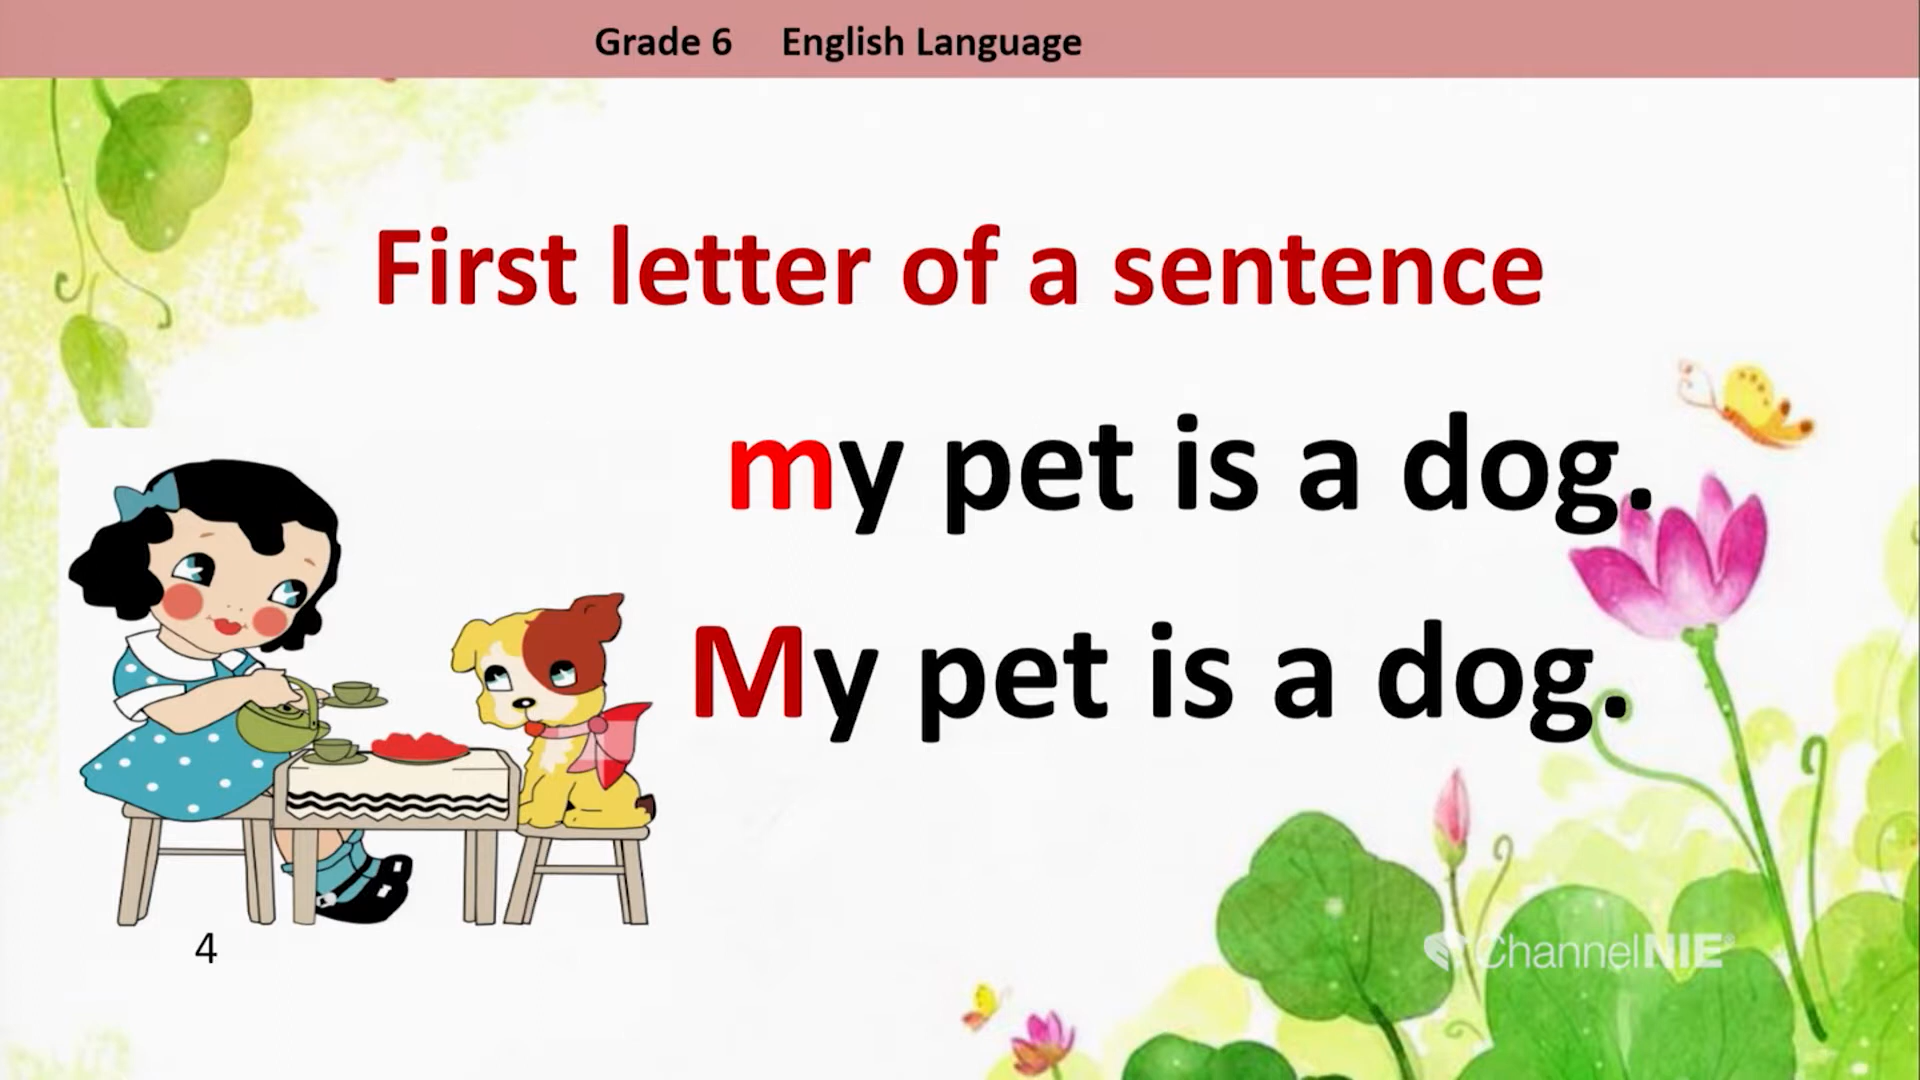 Grade 6 English Language
First letter of a sentence
my pet is a dog.
My pet is a dog.
4
ChannelNIE